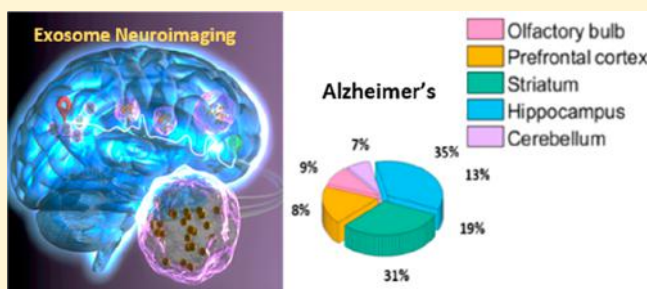 Exosome Neuroimaging
Alzheimer's
Olfactory bulb
Prefrontal cortex
Striatum
Hippocampus
Cerebellum
7%
35%
9%
13%
8%
19%
31%